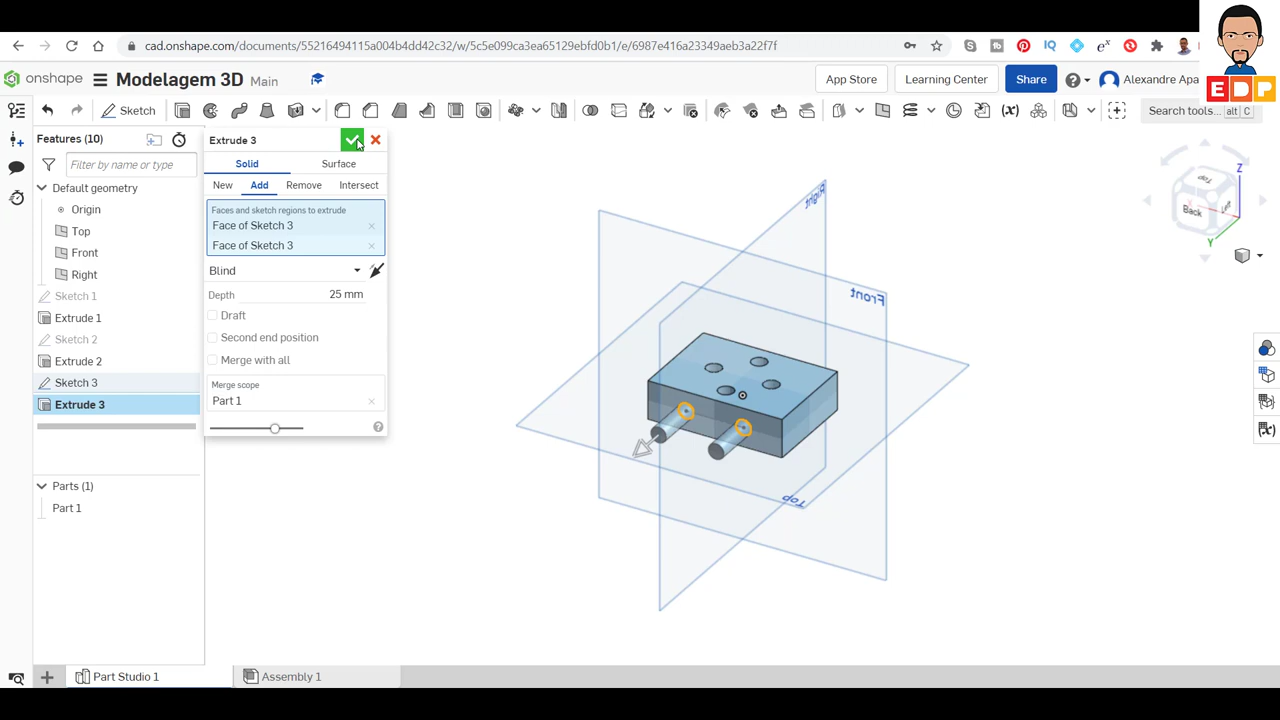 cad.onshape.com/documents/55216494115a004b4dd42c32/w/5c5e099ca3ea65129ebfd0b1/e/6987e416a23349aeb3a22f7f
IQ
eˣ
EDP
onshape
Modelagem 3D Main
App Store
Learning Center
Share
Alexandre Apa
Sketch
Search tools... alt C
Features (10)
Filter by name or type
Default geometry
Origin
Top
Front
Right
Sketch 1
Extrude 1
Sketch 2
Extrude 2
Sketch 3
Extrude 3
Parts (1)
Part 1
Extrude 3
Solid Surface
New Add Remove Intersect
Faces and sketch regions to extrude
Face of Sketch 3
Face of Sketch 3
Blind
Depth 25 mm
Draft
Second end position
Merge with all
Merge scope
Part 1
Right
Front
Top
Z
Top
Back
Left
X
Y
Part Studio 1
Assembly 1